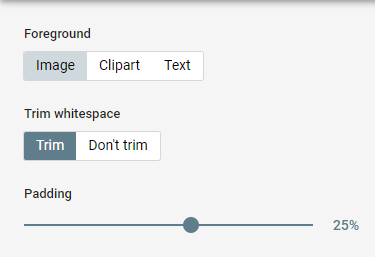 Foreground
Image Clipart Text
Trim whitespace
Trim Don't trim
Padding
25%